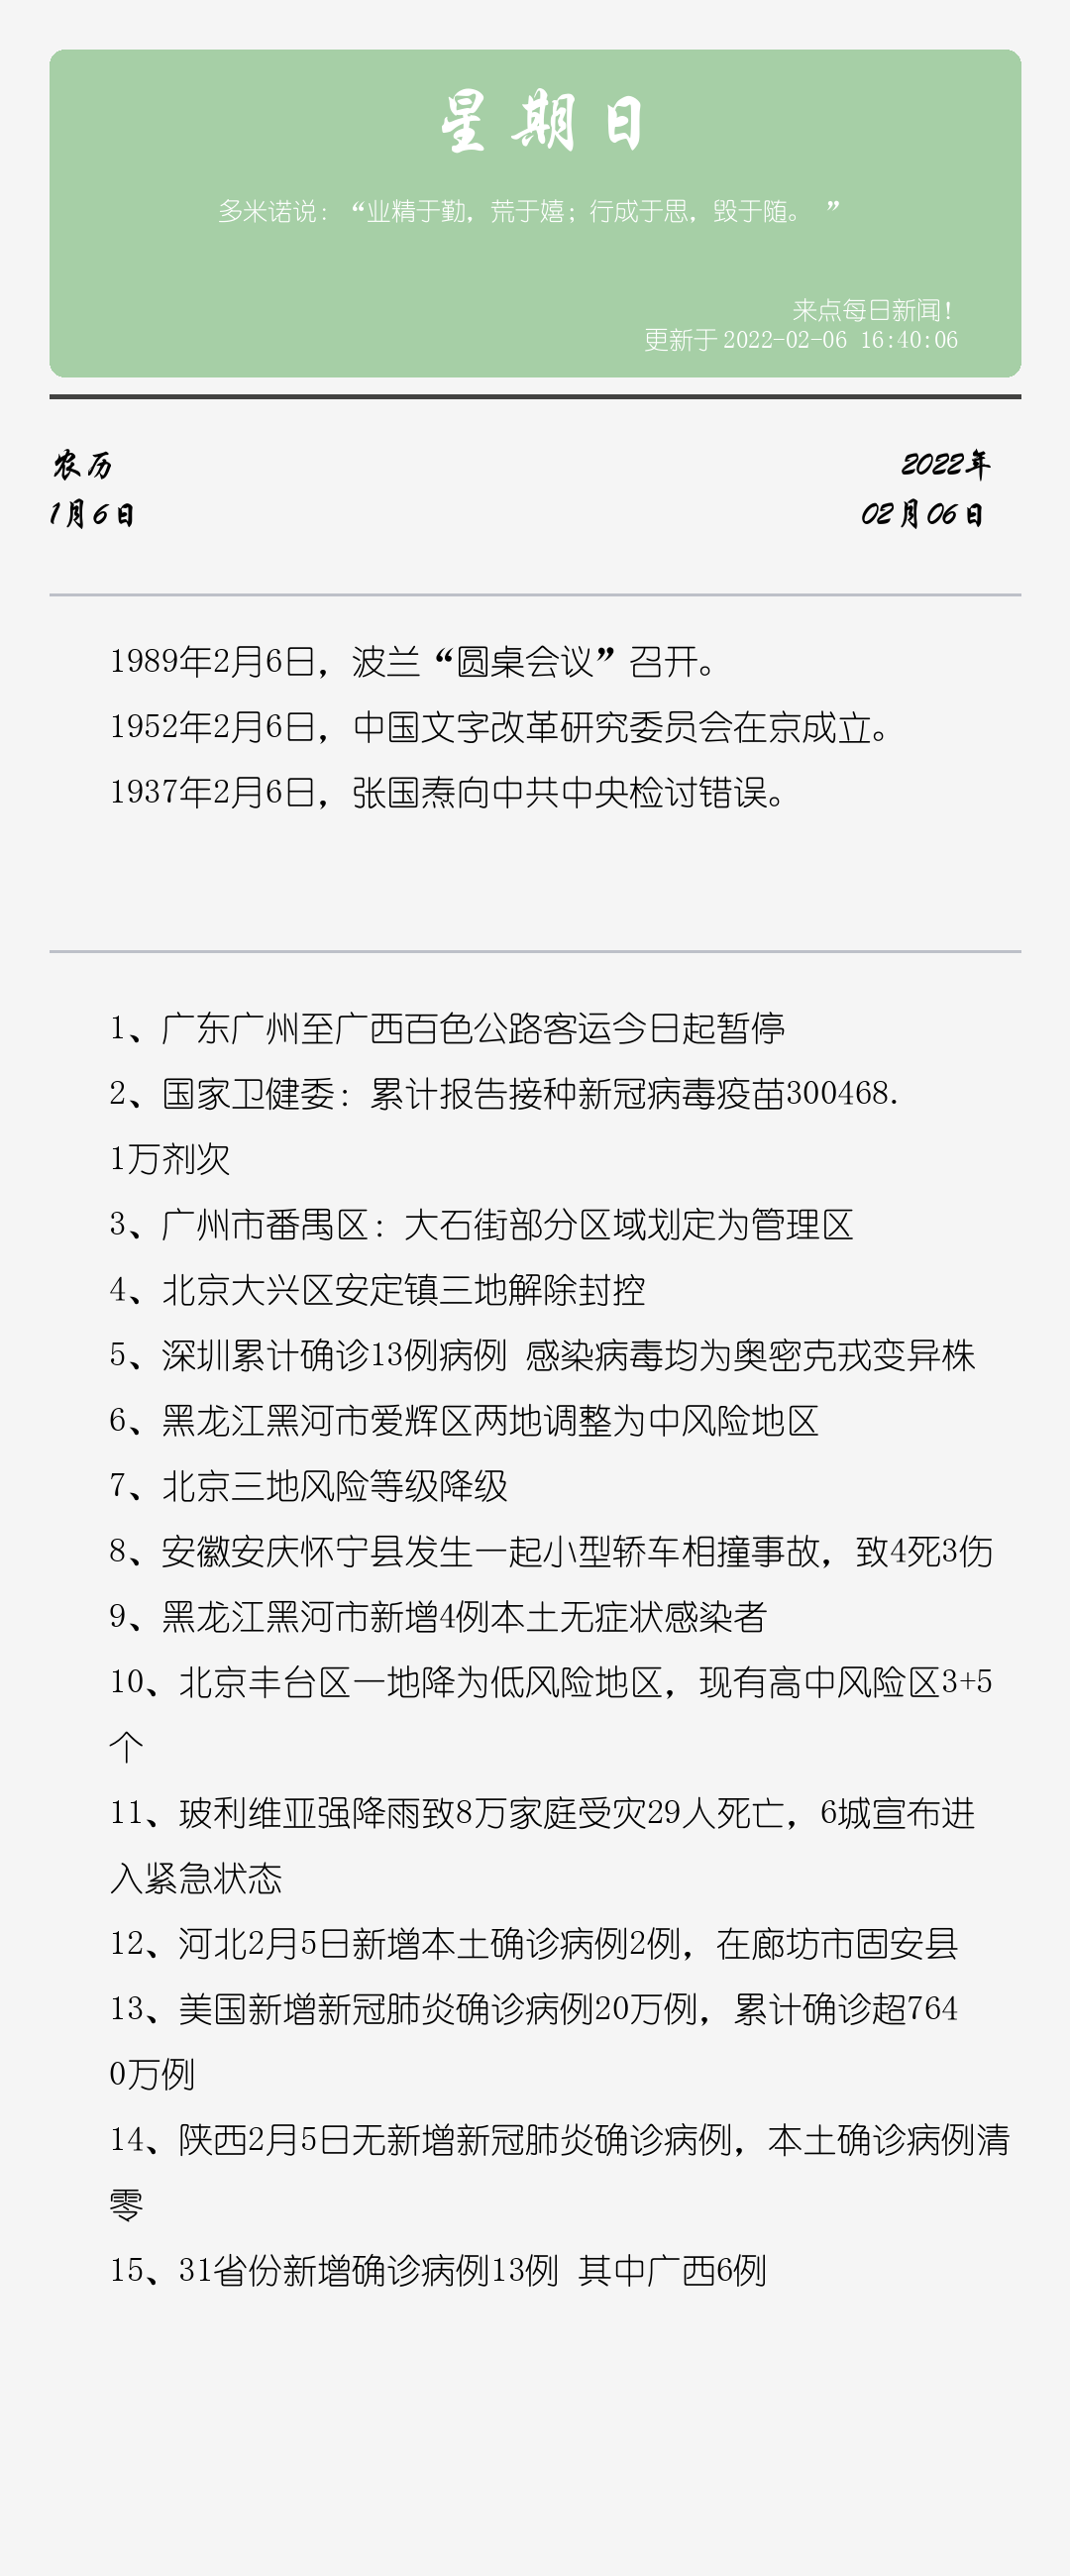 星期日
多米诺说：“业精于勤，荒于嬉；行成于思，毁于随。 ”
来点每日新闻！
更新于 2022-02-06 16:40:06
农历
2022年
1月6日
02月06日
1989年2月6日，波兰“圆桌会议”召开。
1952年2月6日，中国文字改革研究委员会在京成立。
1937年2月6日，张国焘向中共中央检讨错误。
1、广东广州至广西百色公路客运今日起暂停
2、国家卫健委：累计报告接种新冠病毒疫苗300468.
1万剂次
3、广州市番禺区：大石街部分区域划定为管理区
4、北京大兴区安定镇三地解除封控
5、深圳累计确诊13例病例 感染病毒均为奥密克戎变异株
6、黑龙江黑河市爱辉区两地调整为中风险地区
7、北京三地风险等级降级
8、安徽安庆怀宁县发生一起小型轿车相撞事故，致4死3伤
9、黑龙江黑河市新增4例本土无症状感染者
10、北京丰台区一地降为低风险地区，现有高中风险区3+5
个
11、玻利维亚强降雨致8万家庭受灾29人死亡，6城宣布进
入紧急状态
12、河北2月5日新增本土确诊病例2例，在廊坊市固安县
13、美国新增新冠肺炎确诊病例20万例，累计确诊超764
0万例
14、陕西2月5日无新增新冠肺炎确诊病例，本土确诊病例清
零
15、31省份新增确诊病例13例 其中广西6例